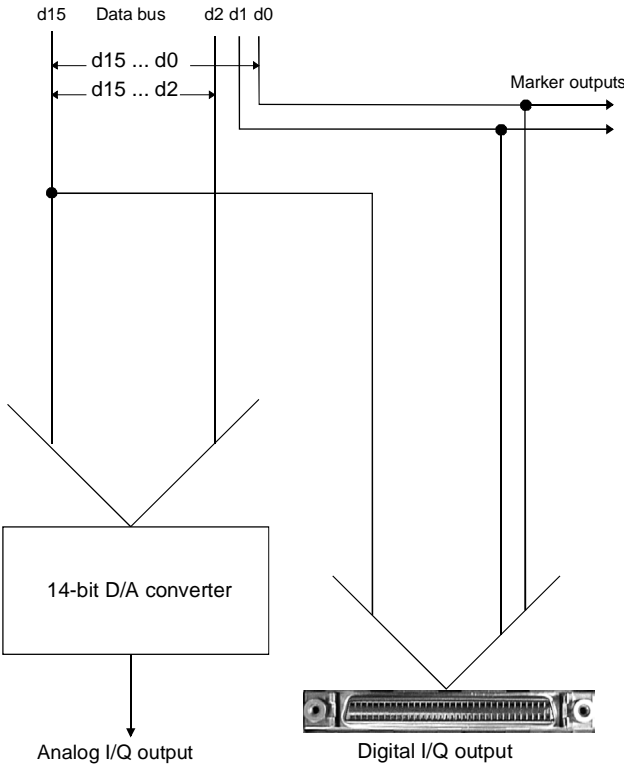 d15 Data bus d2 d1 d0
d15 ... d0
d15 ... d2
Marker outputs
14-bit D/A converter
Analog I/Q output
Digital I/Q output